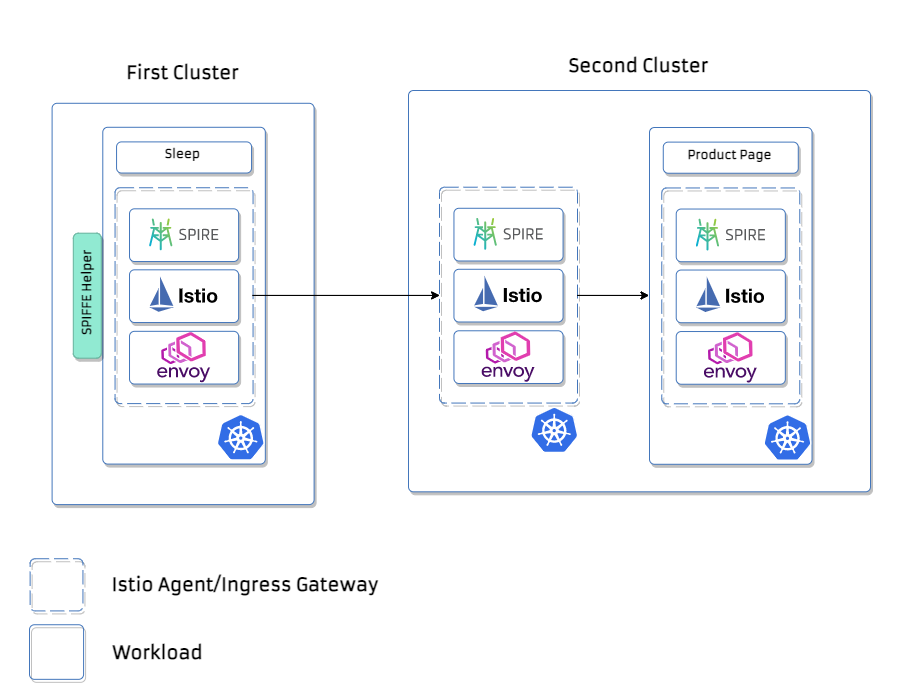 First Cluster
Second Cluster
Sleep
SPIRE
Istio
envoy
SPIFFE Helper
SPIRE
Istio
envoy
Product Page
SPIRE
Istio
envoy
Istio Agent/Ingress Gateway
Workload